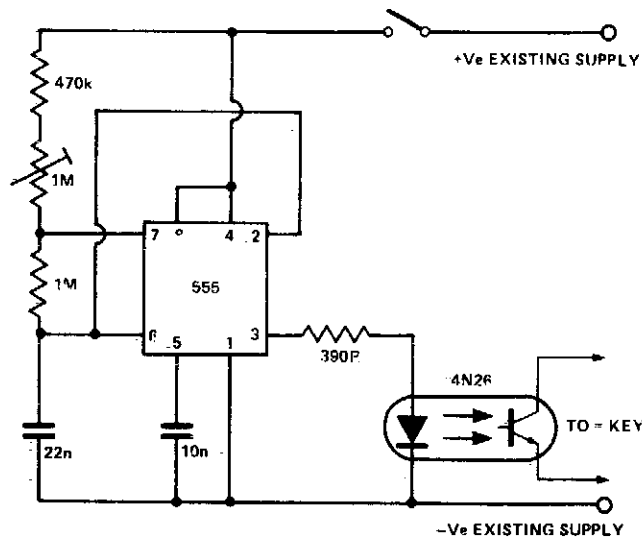 +Ve EXISTING SUPPLY
470k
1M
7
4
2
1M
555
6
5
1
3
390R
4N26
TO = KEY
22n
10n
–Ve EXISTING SUPPLY